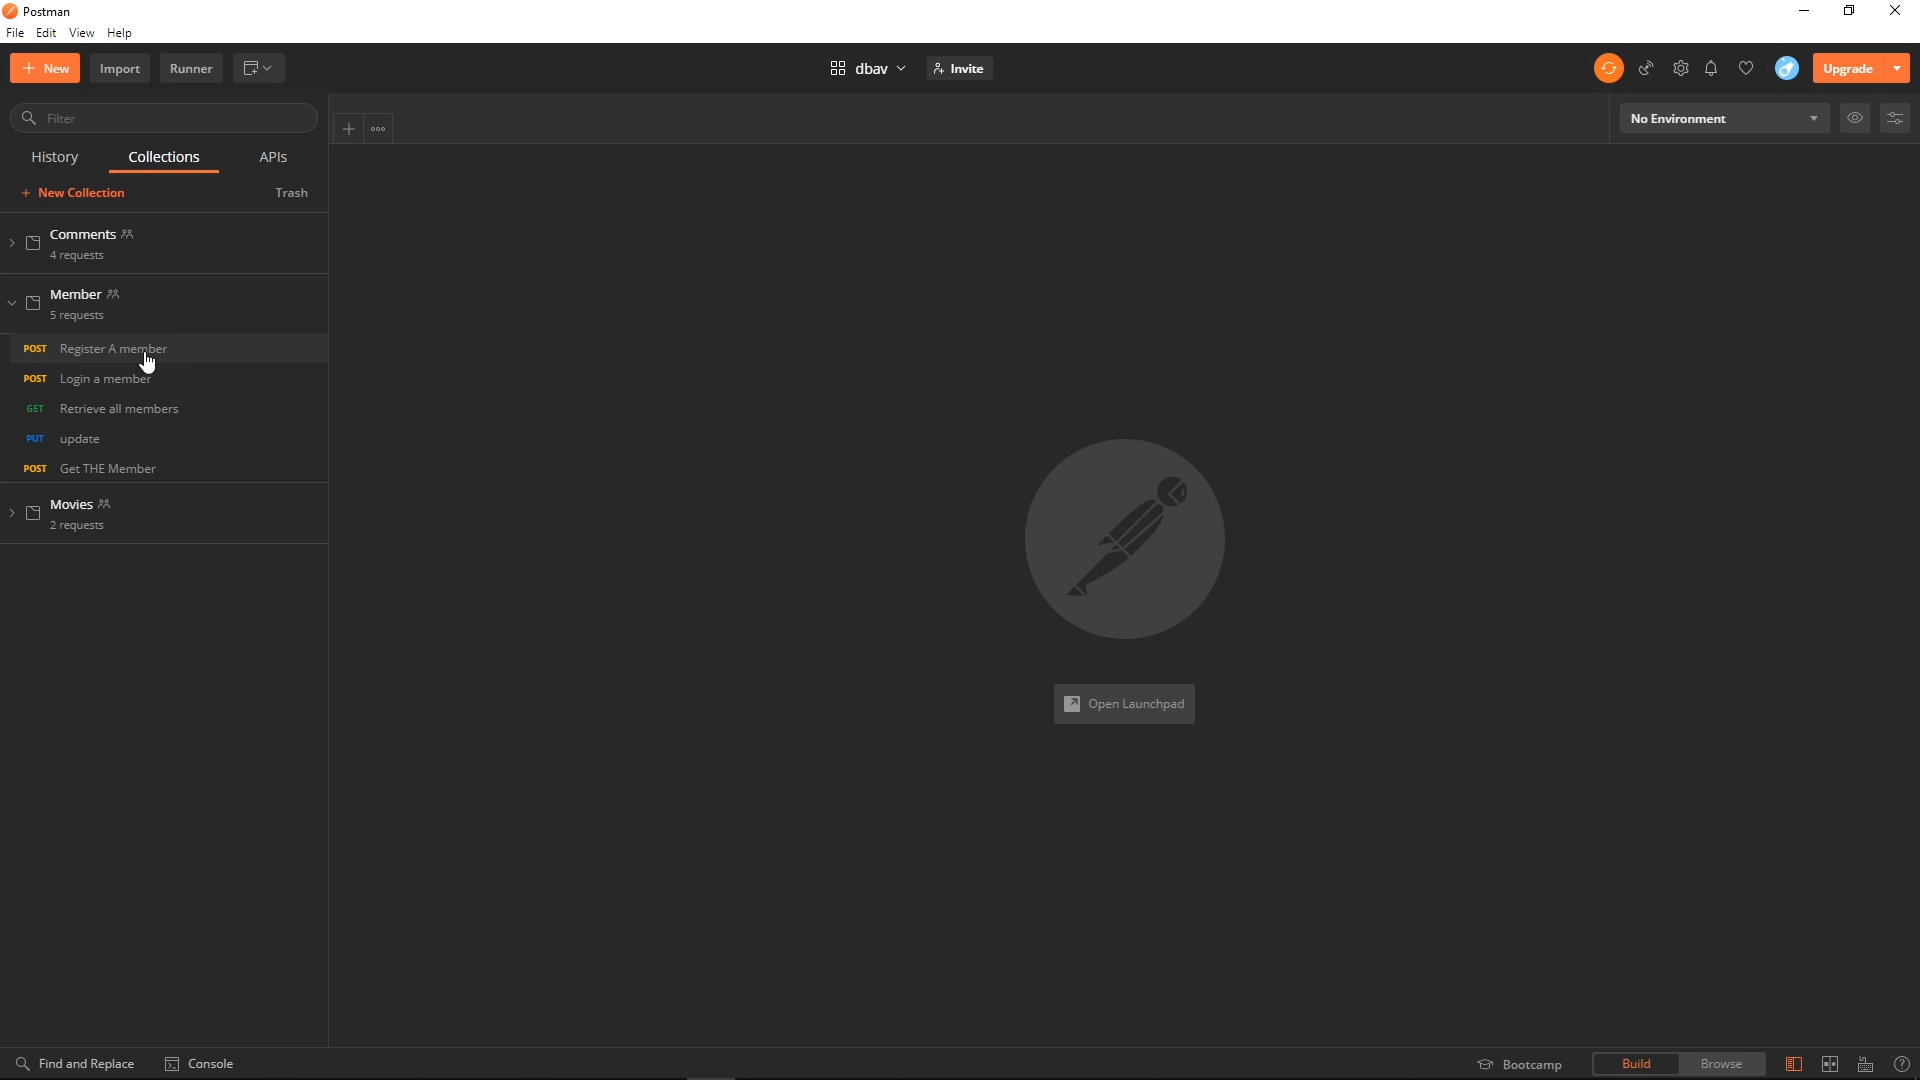 Postman
File Edit View Help
New Import Runner dbav Invite Upgrade
Filter No Environment
History Collections APIs
+ New Collection Trash
Comments
4 requests
Member
5 requests
POST Register A member
POST Login a member
GET Retrieve all members
PUT update
POST Get THE Member
Movies
2 requests
Open Launchpad
Find and Replace Console Bootcamp Build Browse